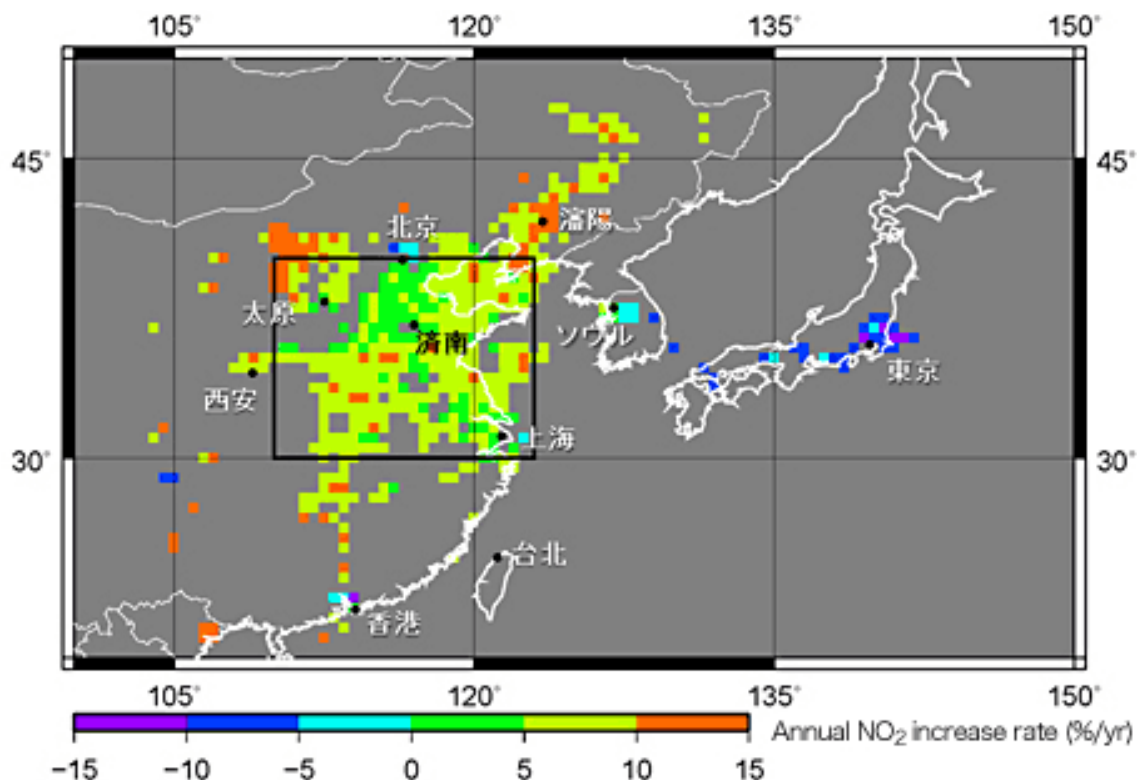 105° 120° 135° 150°
45° 45°
瀋陽
北京
太原
済南
ソウル
東京
西安
上海
30° 30°
台北
香港
105° 120° 135° 150°
−15 −10 −5 0 5 10 15
Annual NO₂ increase rate (%/yr)